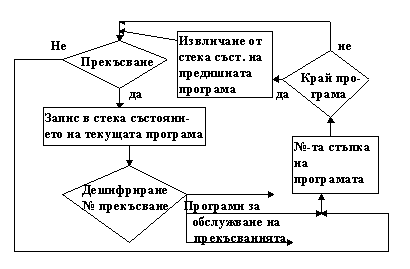 Не
Прекъсване
да
Извличане от
стека съст. на
предишната
програма
не
Край про-
грама
да
Запис в стека състояни-
ето на текущата програма
№-та стъпка
на
програмата
Дешифриране
№ прекъсване
Програми за
обслужване на
прекъсванията